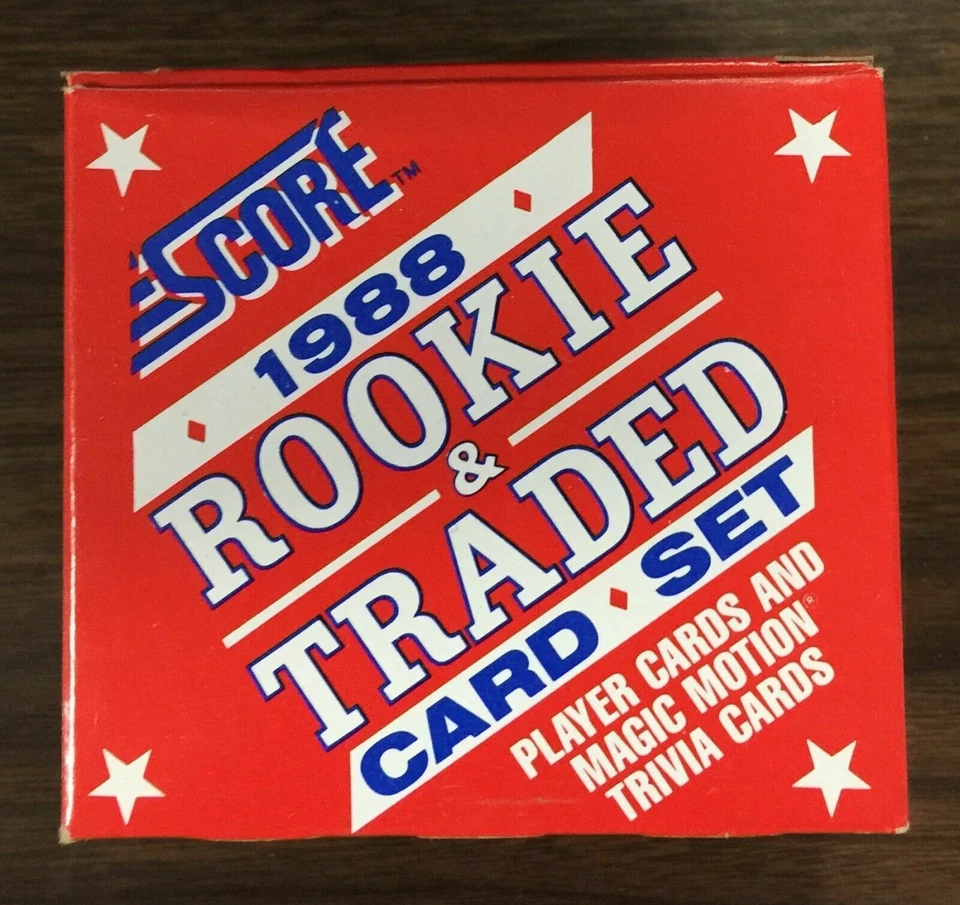 SCORE™
1988
ROOKIE
&
TRADED
CARD SET
PLAYER CARDS AND
MAGIC MOTION®
TRIVIA CARDS